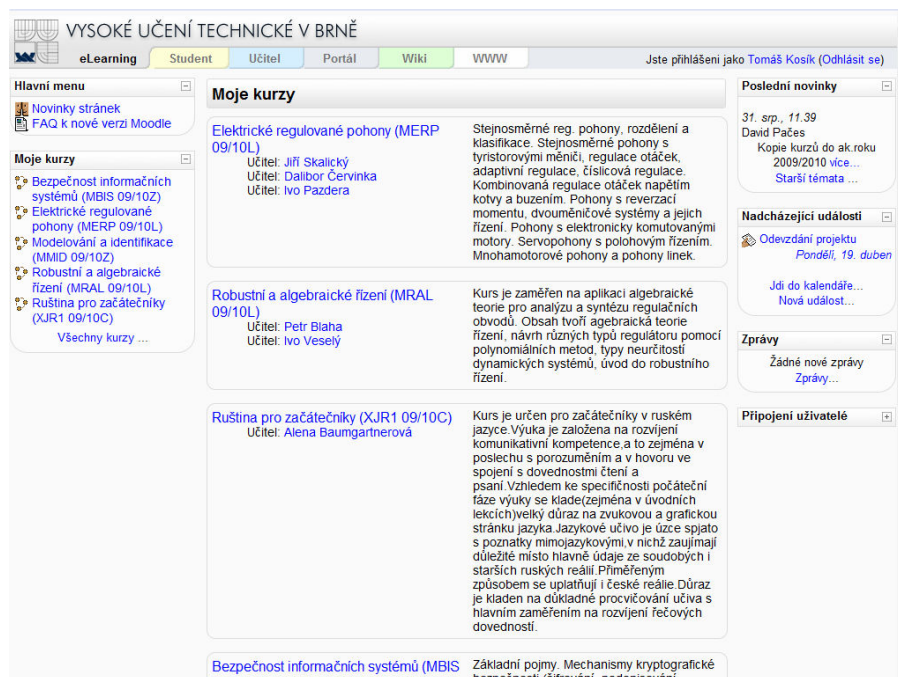 VYSOKÉ UČENÍ TECHNICKÉ V BRNĚ
eLearning Student Učitel Portál Wiki WWW
Jste přihlášeni jako Tomáš Kosík (Odhlásit se)
Hlavní menu
Novinky stránek
FAQ k nové verzi Moodle
Moje kurzy
Bezpečnost informačních
systémů (MBIS 09/10Z)
Elektrické regulované
pohony (MERP 09/10L)
Modelování a identifikace
(MMID 09/10Z)
Robustní a algebraické
řízení (MRAL 09/10L)
Ruština pro začátečníky
(XJR1 09/10C)
Všechny kurzy ...
Moje kurzy
Elektrické regulované pohony (MERP
09/10L)
Učitel: Jiří Skalický
Učitel: Dalibor Červinka
Učitel: Ivo Pazdera
Stejnosměrné reg. pohony, rozdělení a
klasifikace. Stejnosměrné pohony s
tyristorovými měniči, regulace otáček,
adaptivní regulace, číslicová regulace.
Kombinovaná regulace otáček napětím
kotvy a buzením. Pohony s reverzací
momentu, dvouměničové systémy a jejich
řízení. Pohony s elektronicky komutovanými
motory. Servopohony s polohovým řízením.
Mnohamotorové pohony a pohony linek.
Robustní a algebraické řízení (MRAL
09/10L)
Učitel: Petr Blaha
Učitel: Ivo Veselý
Kurs je zaměřen na aplikaci algebraické
teorie pro analýzu a syntézu regulačních
obvodů. Obsah tvoří agebraická teorie
řízení, návrh různých typů regulátoru pomocí
polynomiálních metod, typy neurčitostí
dynamických systémů, úvod do robustního
řízení.
Ruština pro začátečníky (XJR1 09/10C)
Učitel: Alena Baumgartnerová
Kurs je určen pro začátečníky v ruském
jazyce.Výuka je založena na rozvíjení
komunikativní kompetence,a to zejména v
poslechu s porozuměním a v hovoru ve
spojení s dovednostmi čtení a
psaní.Vzhledem ke specifičnosti počáteční
fáze výuky se klade(zejména v úvodních
lekcích)velký důraz na zvukovou a grafickou
stránku jazyka.Jazykové učivo je úzce spjato
s poznatky mimojazykovými,v nichž zaujímají
důležité místo hlavně údaje ze soudobých i
starších ruských reálií.Přiměřeným
způsobem se uplatňují i české reálie.Důraz
je kladen na důkladné procvičování učiva s
hlavním zaměřením na rozvíjení řečových
dovedností.
Bezpečnost informačních systémů (MBIS
Základní pojmy. Mechanismy kryptografické
bezpečnosti (šifrování, podepisování
Poslední novinky
31. srp., 11.39
David Pačes
Kopie kurzů do ak.roku
2009/2010 více...
Starší témata ...
Nadcházející události
Odevzdání projektu
Pondělí, 19. duben
Jdi do kalendáře...
Nová událost...
Zprávy
Žádné nové zprávy
Zprávy...
Připojení uživatelé